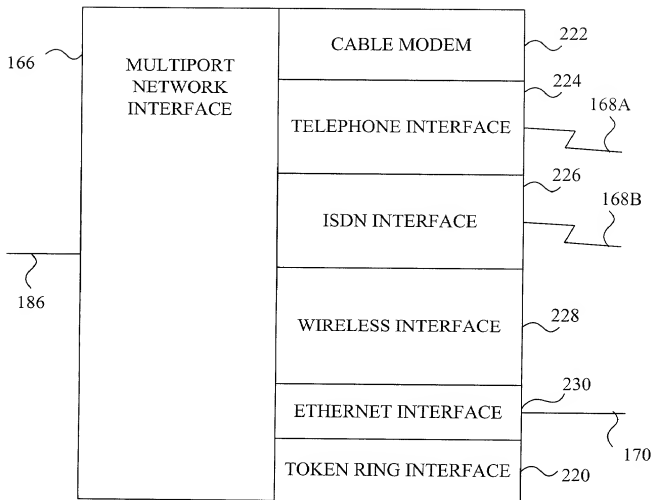 166
MULTIPORT
NETWORK
INTERFACE
CABLE MODEM
222
224
168A
TELEPHONE INTERFACE
226
168B
ISDN INTERFACE
186
WIRELESS INTERFACE
228
230
ETHERNET INTERFACE
170
TOKEN RING INTERFACE
220